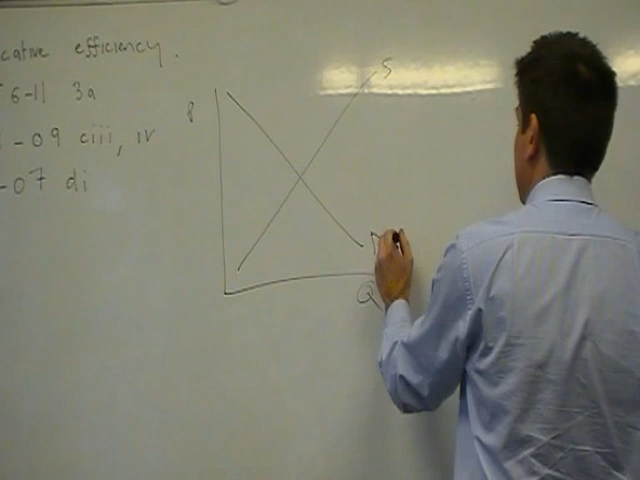 cative efficiency.
6-11 3a
-09 ciii, iv
-07 di
P
S
D
Q